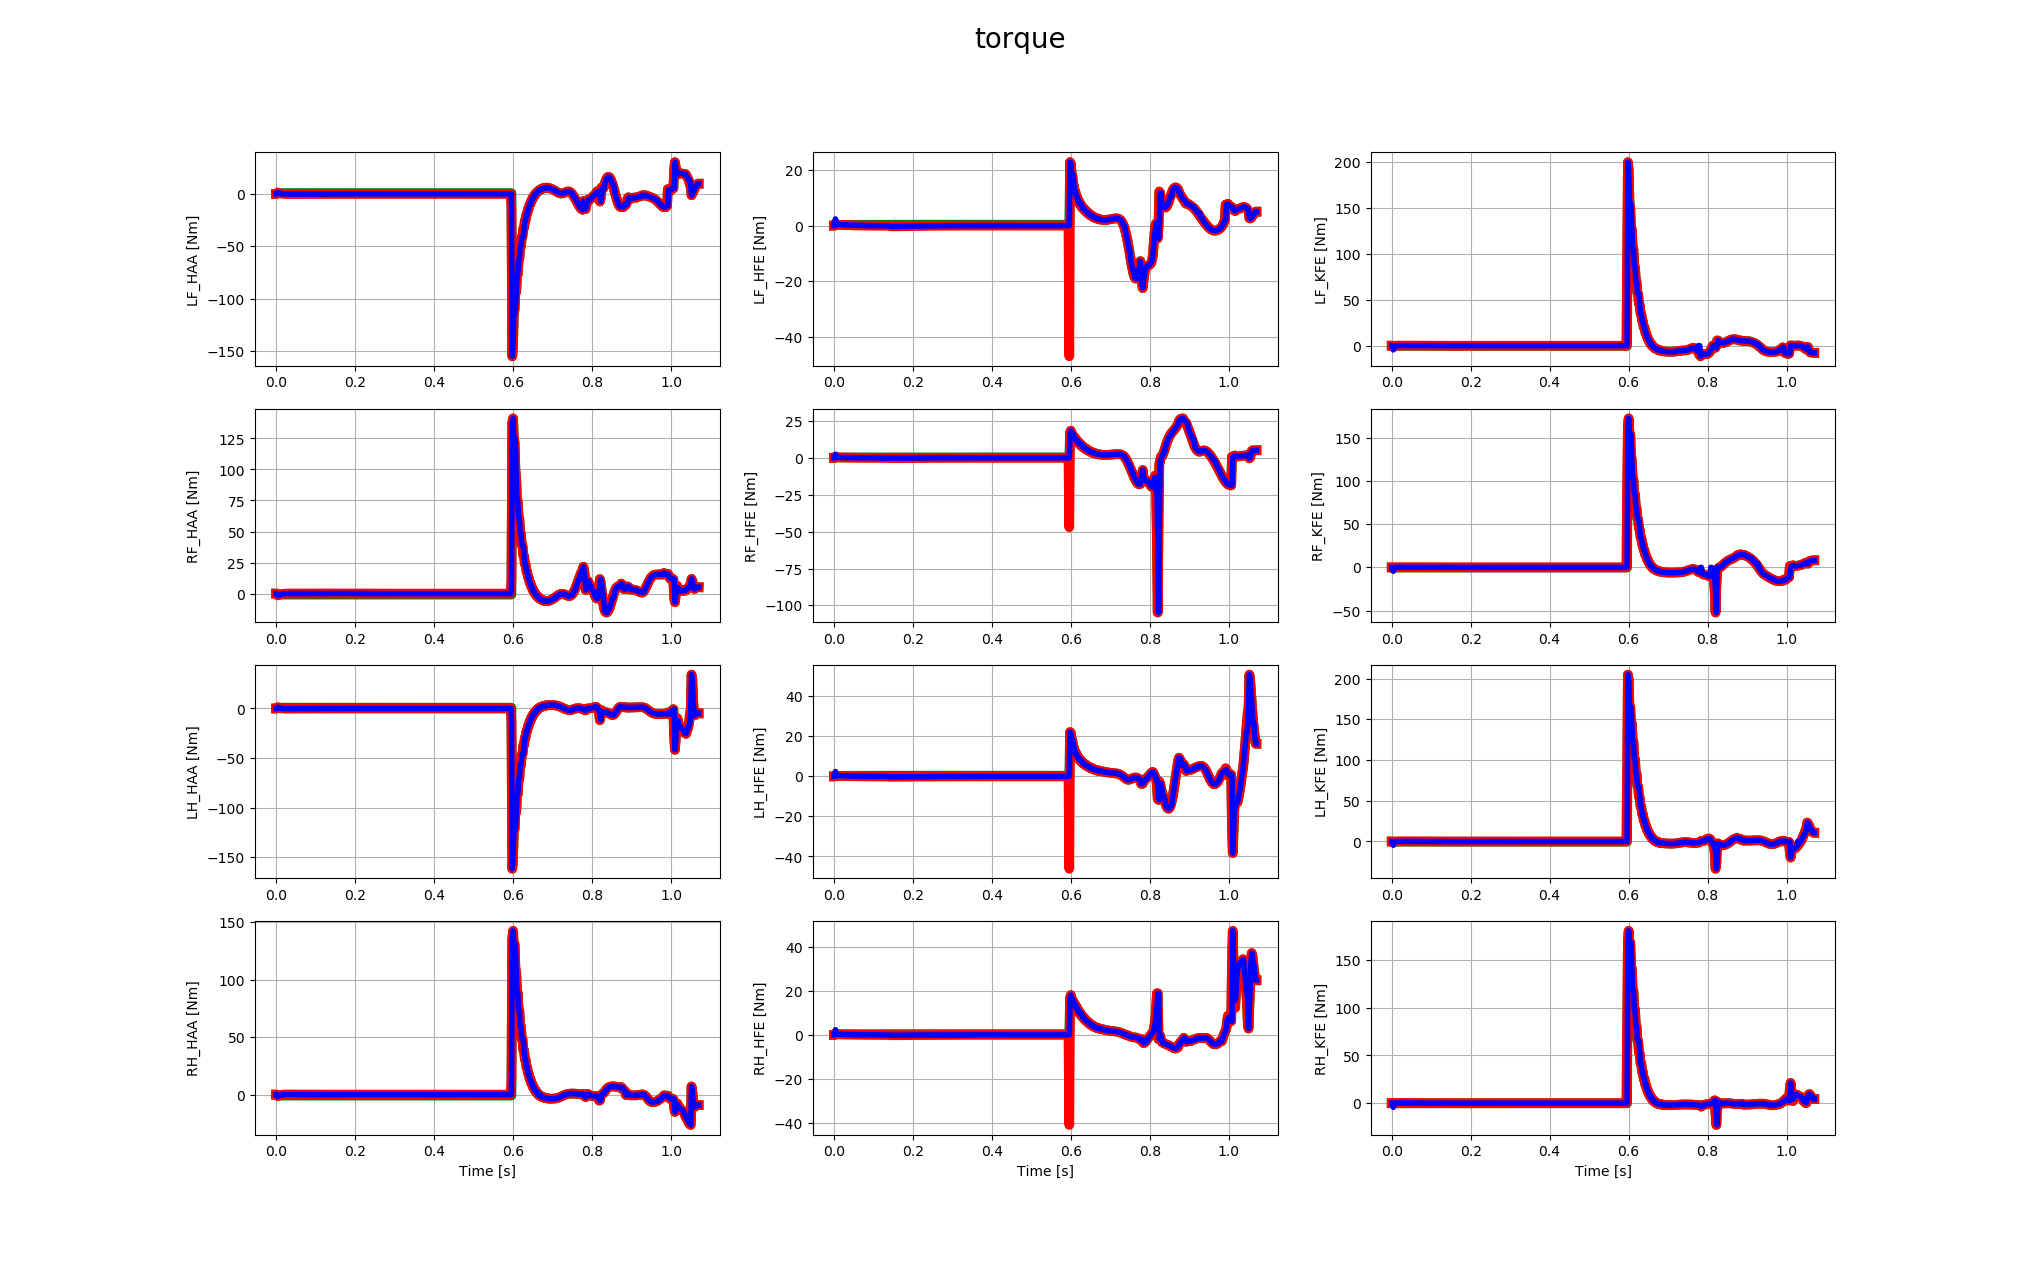 torque
LF_HAA [Nm]
0
−50
−100
−150
0.0 0.2 0.4 0.6 0.8 1.0
LF_HFE [Nm]
20
0
−20
−40
0.0 0.2 0.4 0.6 0.8 1.0
LF_KFE [Nm]
200
150
100
50
0
0.0 0.2 0.4 0.6 0.8 1.0
RF_HAA [Nm]
125
100
75
50
25
0
0.0 0.2 0.4 0.6 0.8 1.0
RF_HFE [Nm]
25
0
−25
−50
−75
−100
0.0 0.2 0.4 0.6 0.8 1.0
RF_KFE [Nm]
150
100
50
0
−50
0.0 0.2 0.4 0.6 0.8 1.0
LH_HAA [Nm]
0
−50
−100
−150
0.0 0.2 0.4 0.6 0.8 1.0
LH_HFE [Nm]
40
20
0
−20
−40
0.0 0.2 0.4 0.6 0.8 1.0
LH_KFE [Nm]
200
150
100
50
0
0.0 0.2 0.4 0.6 0.8 1.0
RH_HAA [Nm]
150
100
50
0
0.0 0.2 0.4 0.6 0.8 1.0
Time [s]
RH_HFE [Nm]
40
20
0
−20
−40
0.0 0.2 0.4 0.6 0.8 1.0
Time [s]
RH_KFE [Nm]
150
100
50
0
0.0 0.2 0.4 0.6 0.8 1.0
Time [s]